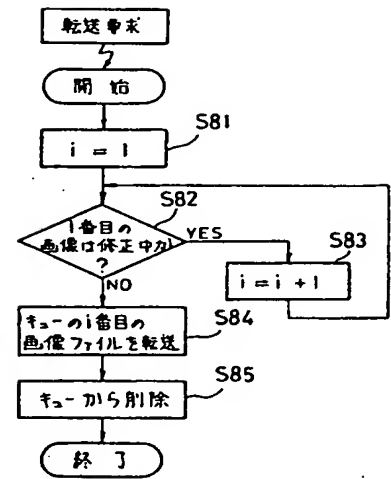 転送要求
開始
S81
i = 1
S82
i番目の
画像は修正中か
?
YES
S83
i = i + 1
NO
S84
キューのi番目の
画像ファイルを転送
S85
キューから削除
終了